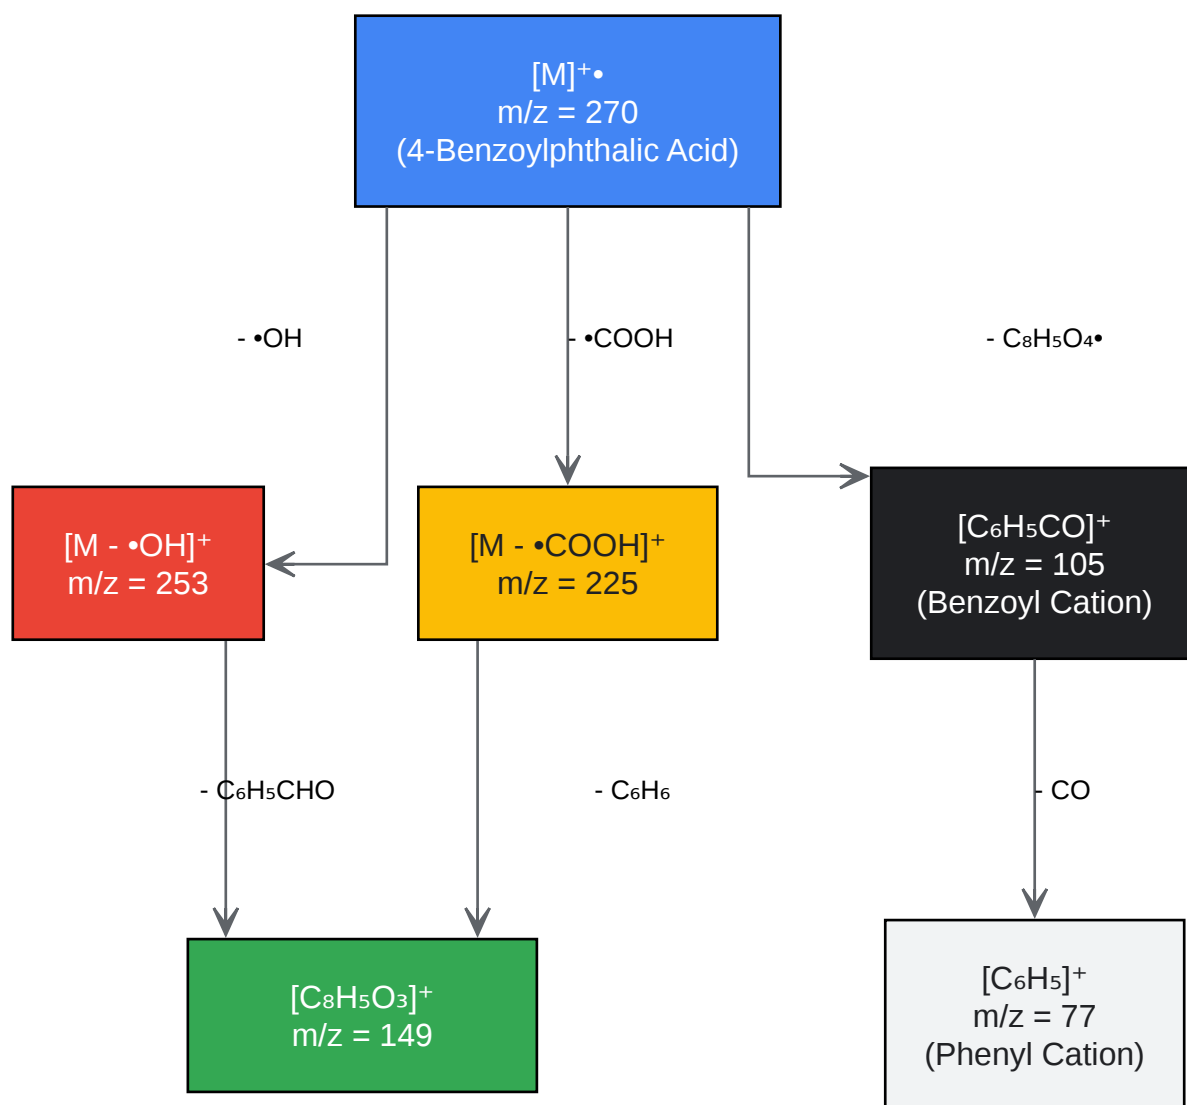 [M]⁺•
m/z = 270
(4-Benzoylphthalic Acid)
- •OH
- •COOH
- C₈H₅O₄•
[M - •OH]⁺
m/z = 253
[M - •COOH]⁺
m/z = 225
[C₆H₅CO]⁺
m/z = 105
(Benzoyl Cation)
- C₆H₅CHO
- C₆H₆
- CO
[C₈H₅O₃]⁺
m/z = 149
[C₆H₅]⁺
m/z = 77
(Phenyl Cation)